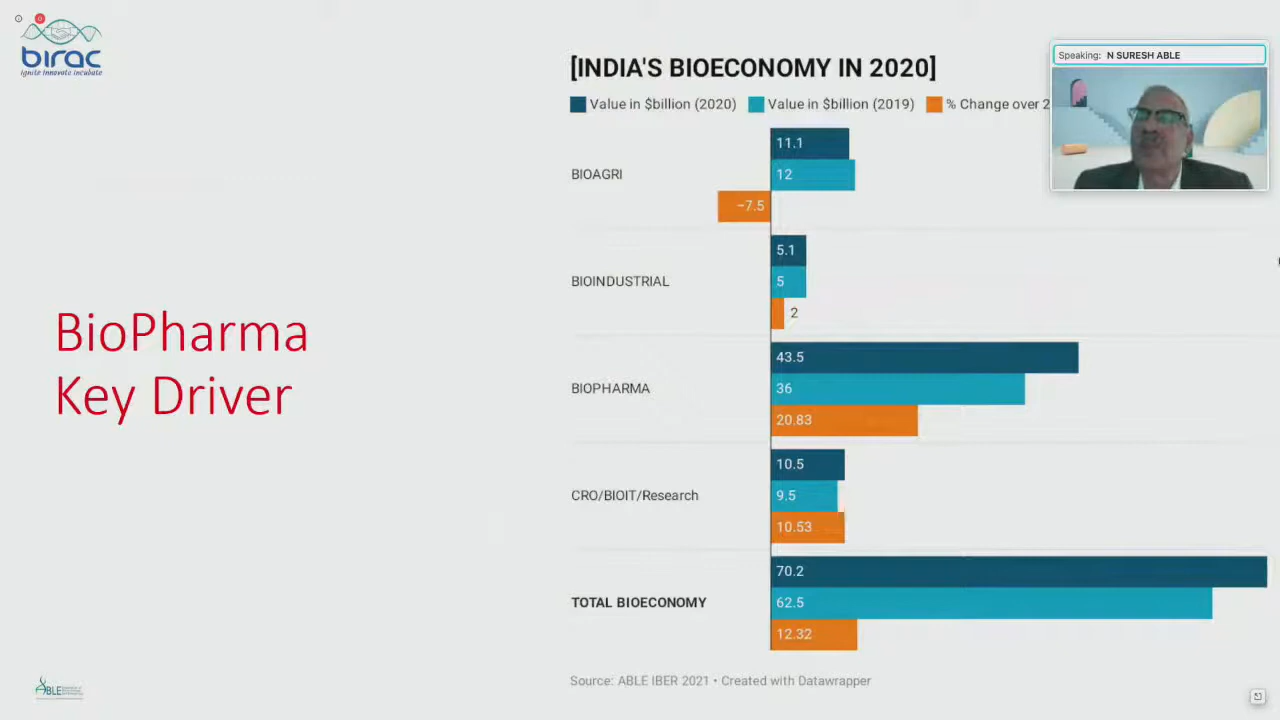 birac
ignite innovate incubate
[INDIA'S BIOECONOMY IN 2020]
Value in $billion (2020) Value in $billion (2019) % Change over 2
Speaking: N SURESH ABLE
BIOAGRI
11.1
12
−7.5
BIOINDUSTRIAL
5.1
5
2
BioPharma
Key Driver
BIOPHARMA
43.5
36
20.83
CRO/BIOIT/Research
10.5
9.5
10.53
TOTAL BIOECONOMY
70.2
62.5
12.32
Source: ABLE IBER 2021 • Created with Datawrapper
ABLE